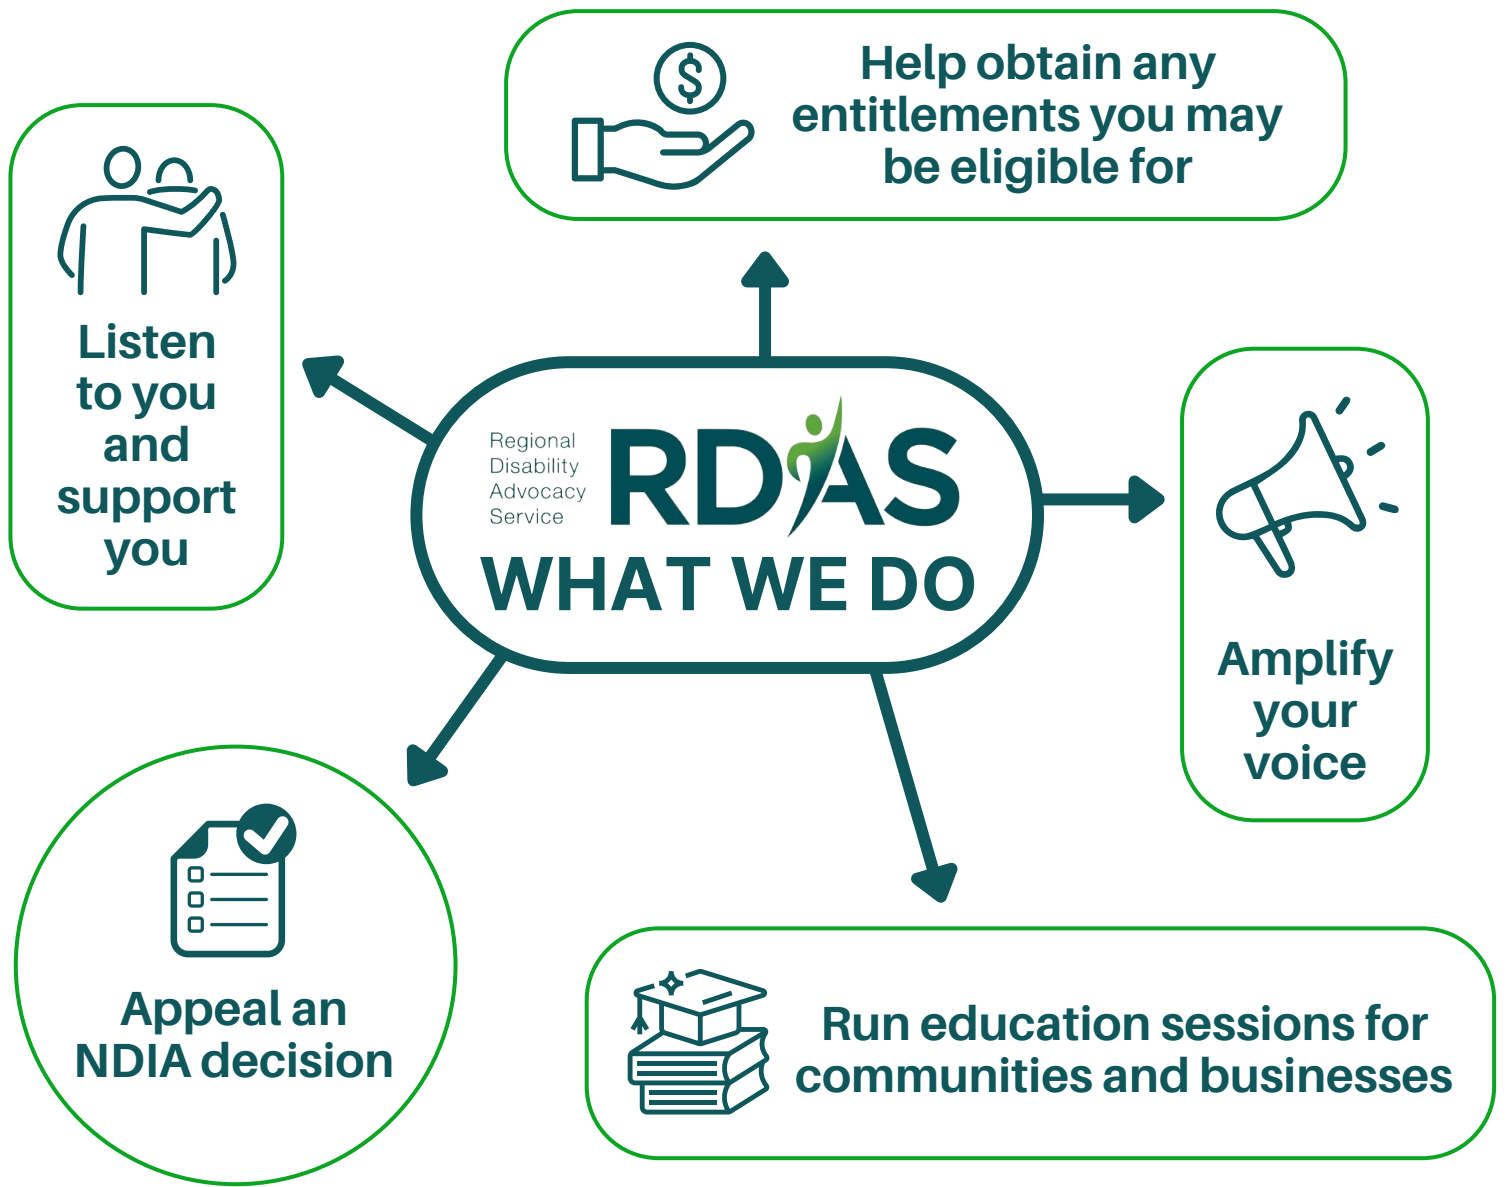 Help obtain any
entitlements you may
be eligible for
Listen
to you
and
support
you
Regional
Disability
Advocacy
Service
RDAS
WHAT WE DO
Amplify
your
voice
Appeal an
NDIA decision
Run education sessions for
communities and businesses